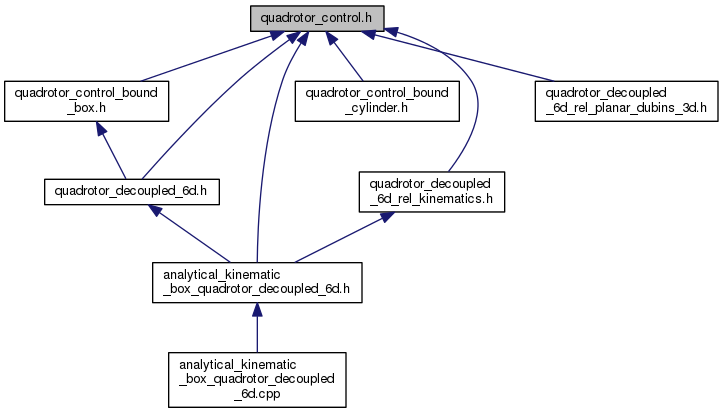 quadrotor_control.h
quadrotor_control_bound
_box.h
quadrotor_control_bound
_cylinder.h
quadrotor_decoupled
_6d_rel_planar_dubins_3d.h
quadrotor_decoupled_6d.h
quadrotor_decoupled
_6d_rel_kinematics.h
analytical_kinematic
_box_quadrotor_decoupled_6d.h
analytical_kinematic
_box_quadrotor_decoupled
_6d.cpp